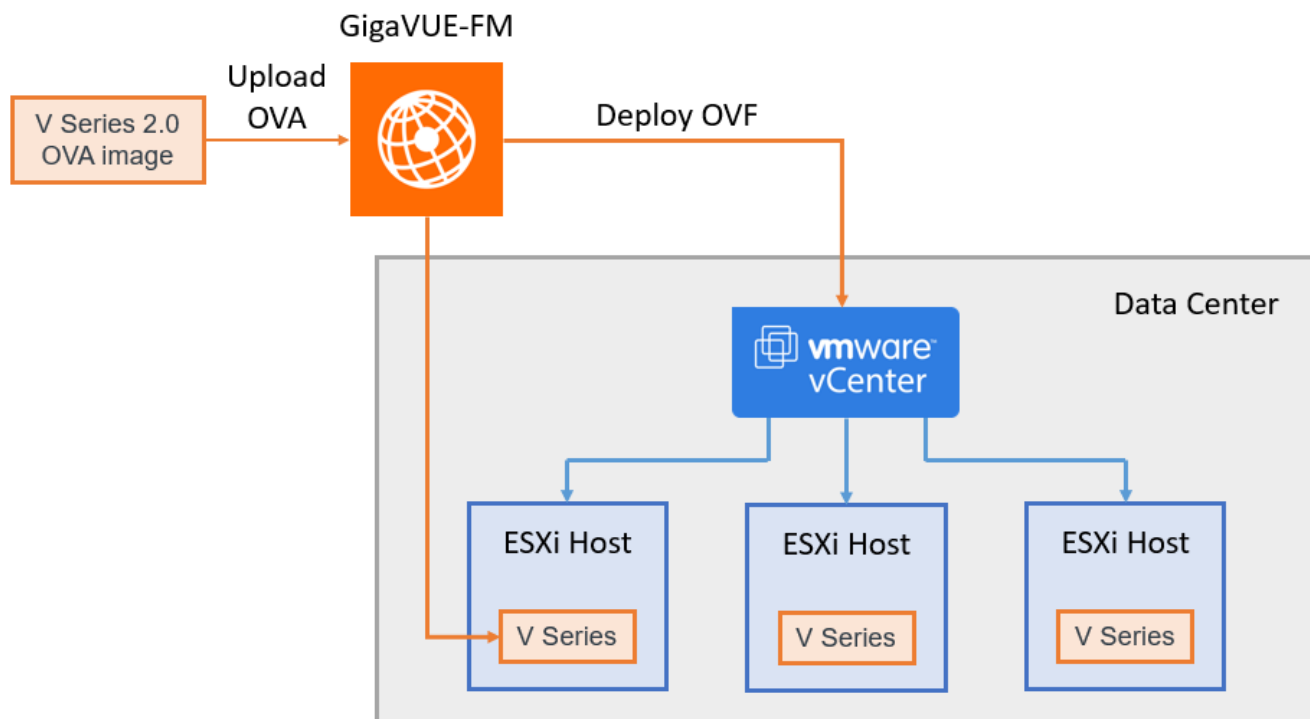 GigaVUE-FM
Upload
OVA
V Series 2.0
OVA image
Deploy OVF
Data Center
vmware™
vCenter
ESXi Host
ESXi Host
ESXi Host
V Series
V Series
V Series